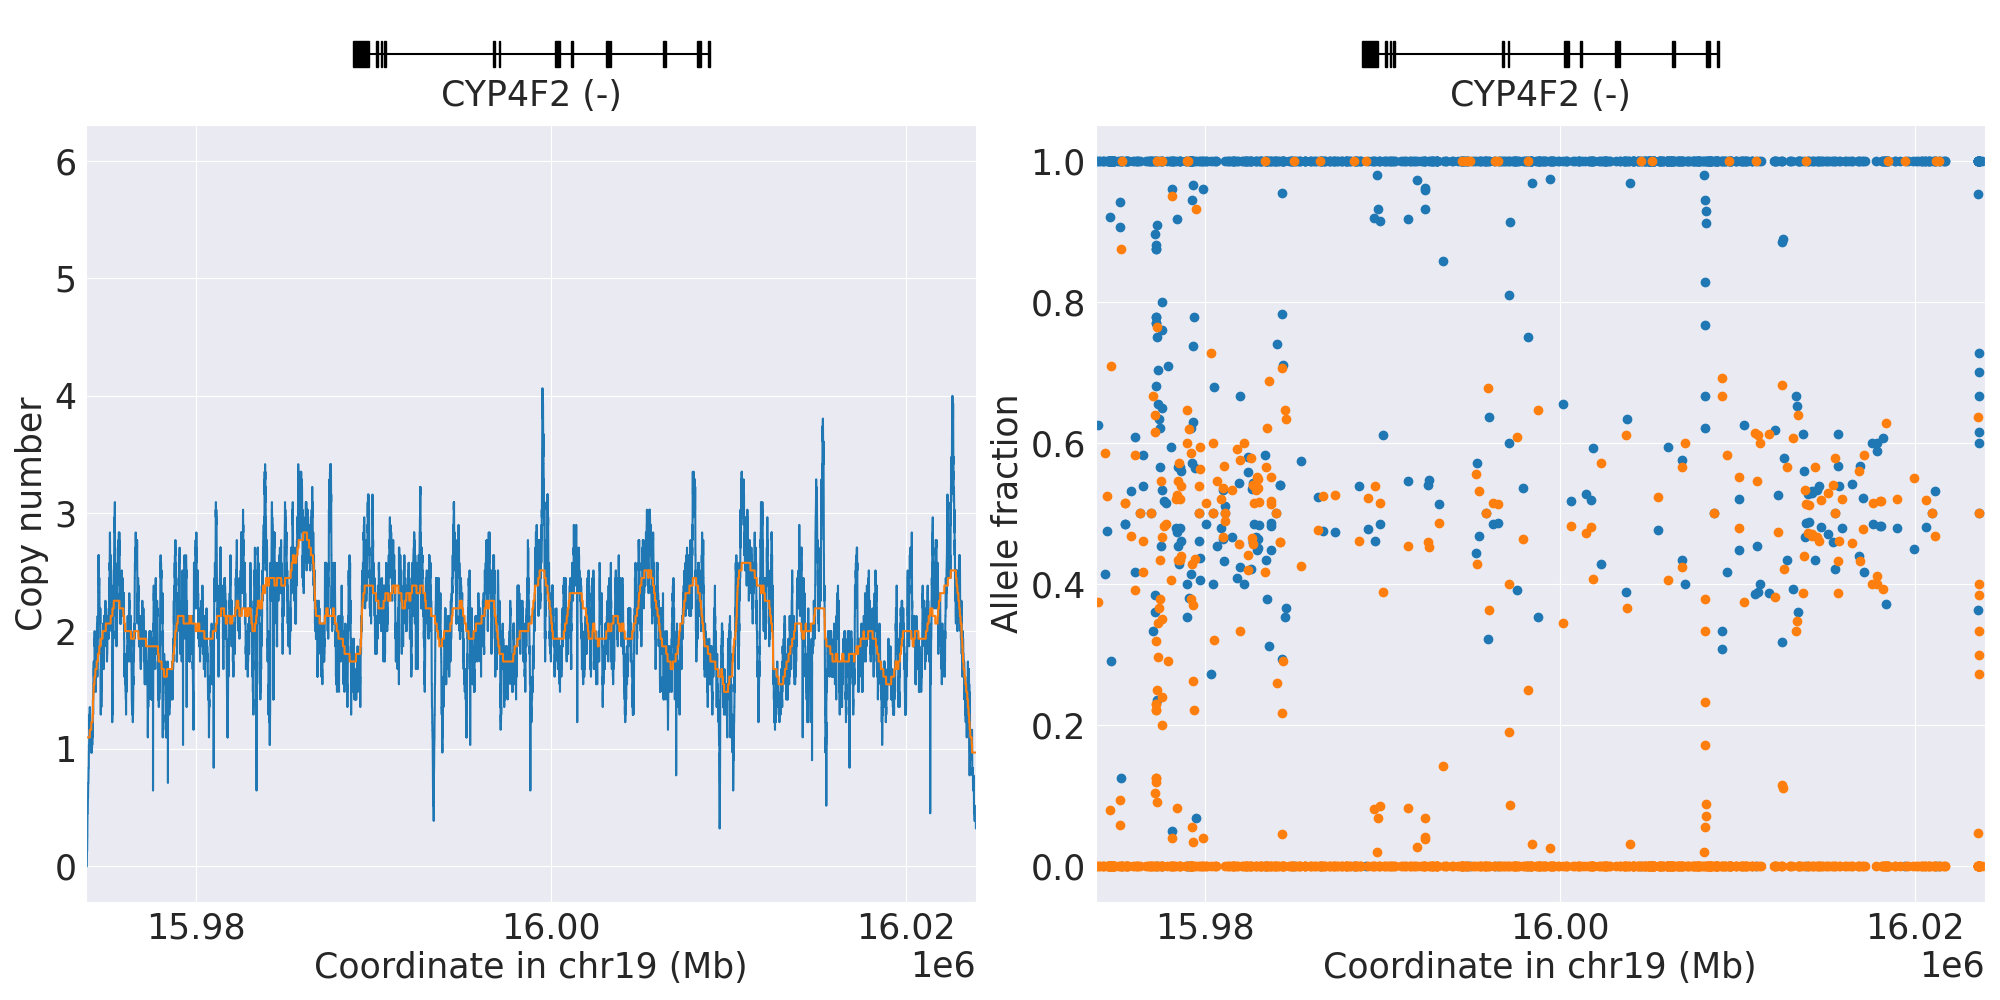 CYP4F2 (-)
6
5
4
3
2
1
0
Copy number
15.98 16.00 16.02
Coordinate in chr19 (Mb) 1e6
CYP4F2 (-)
1.0
0.8
0.6
0.4
0.2
0.0
Allele fraction
15.98 16.00 16.02
Coordinate in chr19 (Mb) 1e6